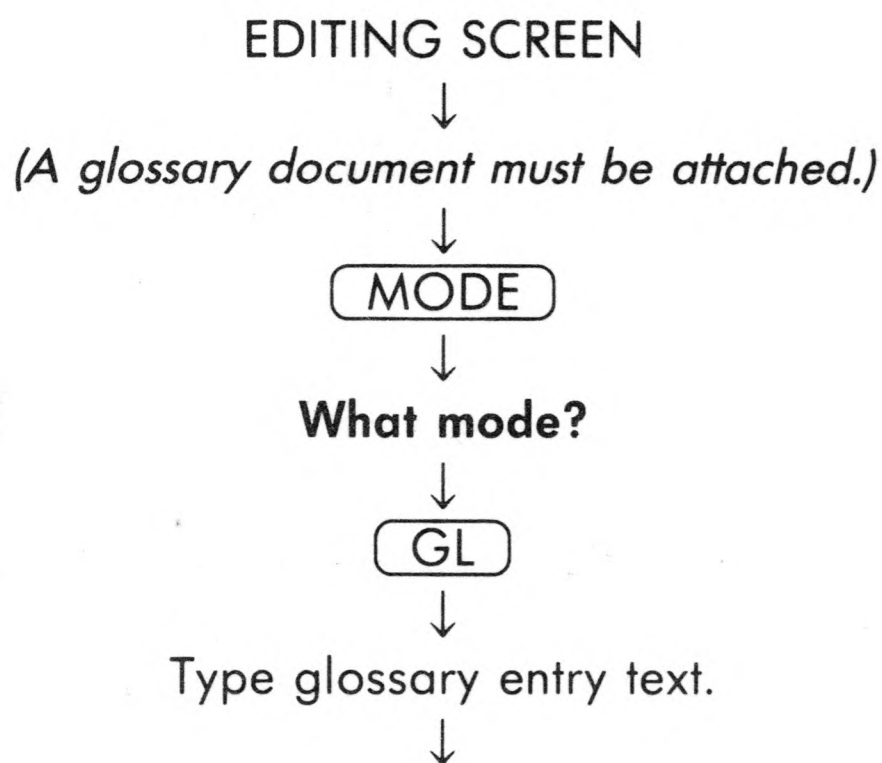 EDITING SCREEN
↓
(A glossary document must be attached.)
↓
MODE
↓
What mode?
↓
GL
↓
Type glossary entry text.
↓